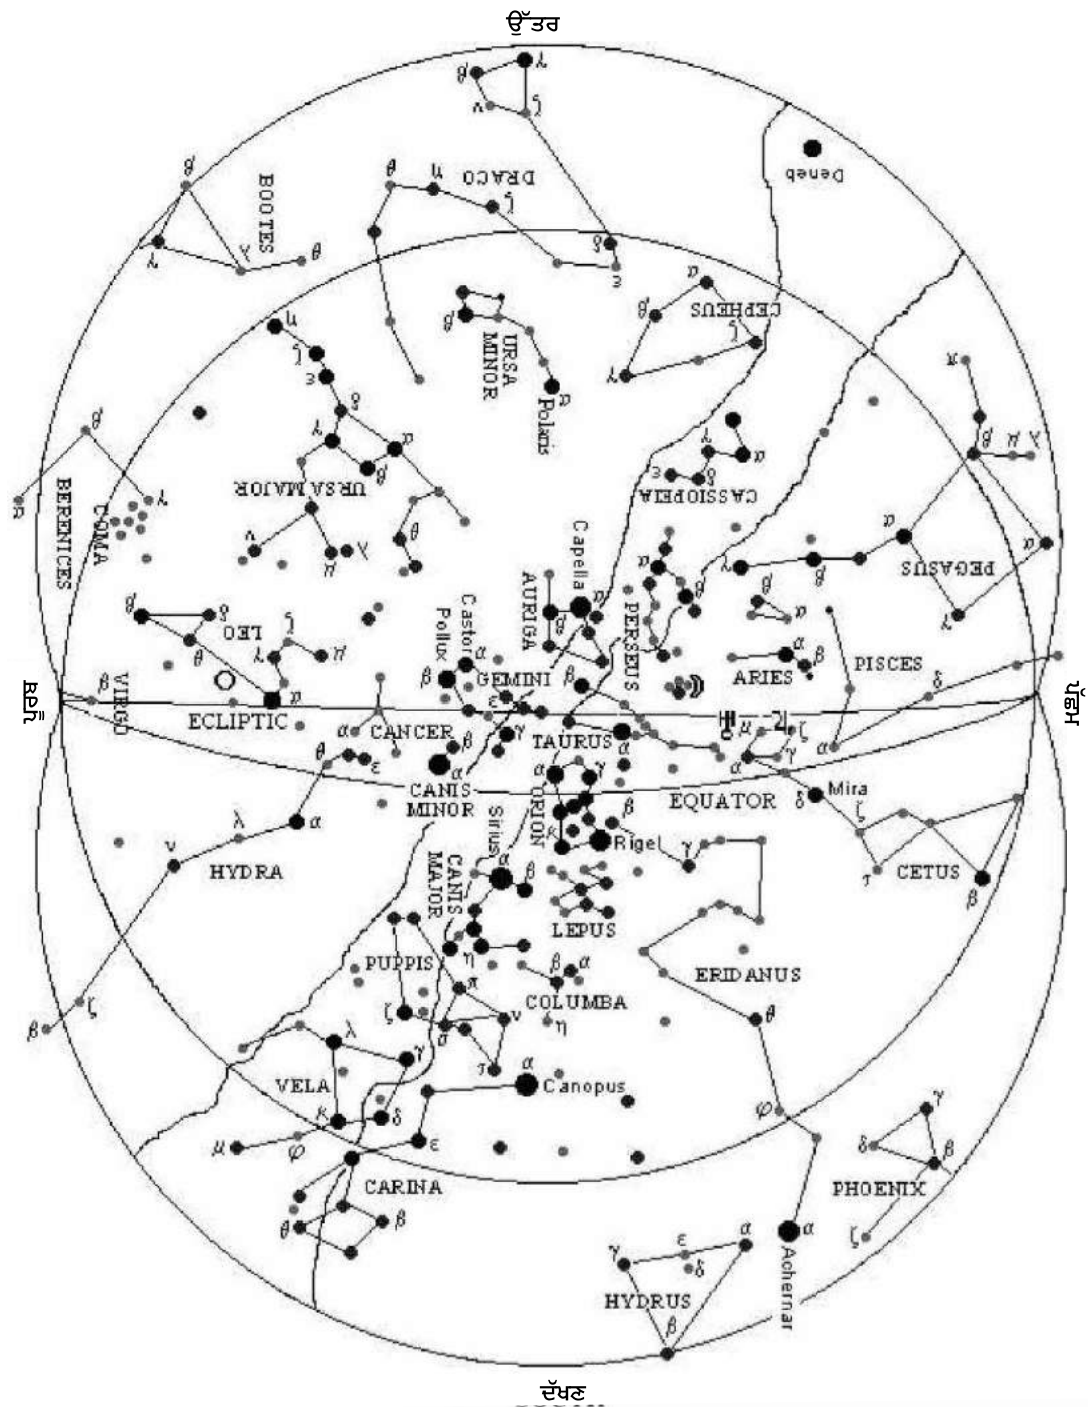 ਉੱਤਰ
β γ
ν ζ
Deneb
θ η DRACO ζ
β BOOTES
γ λ θ
δ ε
α CEPHEUS
β ζ γ
β URSA MINOR
α Polaris
η ζ ε δ γ α β
URSA MAJOR
ν μ λ θ
π β μ λ
γ α δ ε
CASSIOPEIA
α α γ β
PEGASUS
β γ α
COMA BERENICES
Capella α
AURIGA
PERSEUS
α β
β α
ARIES α β
PISCES δ α
β δ LEO ζ
θ γ μ α
Castor α
Pollux β
GEMINI
ਚੜ੍ਹਦੀ
ਪੱਛਮ
β VIRGO
ECLIPTIC
α CANCER
ε γ β
TAURUS α
μ ζ α γ
θ ε
β α
CANIS MINOR
α γ
ORION
EQUATOR
δ Mira
ζ τ CETUS β
λ α ν
HYDRA
Sirius α β
CANIS MAJOR
κ β Rigel
γ
LEPUS
η
PUPPIS
β α
COLUMBA
η
ERIDANUS
θ φ
ζ π ν σ τ
β ζ
λ γ
VELA
κ δ μ φ
α Canopus
ε
CARINA
θ β
γ δ β
PHOENIX
ζ
α Achernar
γ ε α δ
HYDRUS
β
ਦੱਖਣ